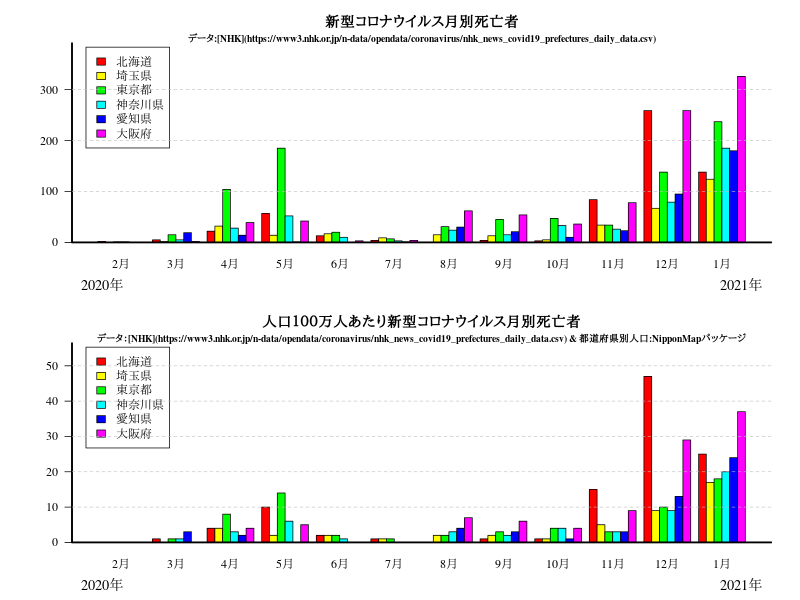 新型コロナウイルス月別死亡者
データ:[NHK](https://www3.nhk.or.jp/n-data/opendata/coronavirus/nhk_news_covid19_prefectures_daily_data.csv)
北海道
埼玉県
東京都
神奈川県
愛知県
大阪府
300
200
100
0
2月 3月 4月 5月 6月 7月 8月 9月 10月 11月 12月 1月
2020年 2021年
人口100万人あたり新型コロナウイルス月別死亡者
データ:[NHK](https://www3.nhk.or.jp/n-data/opendata/coronavirus/nhk_news_covid19_prefectures_daily_data.csv) & 都道府県別人口:NipponMapパッケージ
北海道
埼玉県
東京都
神奈川県
愛知県
大阪府
50
40
30
20
10
0
2月 3月 4月 5月 6月 7月 8月 9月 10月 11月 12月 1月
2020年 2021年